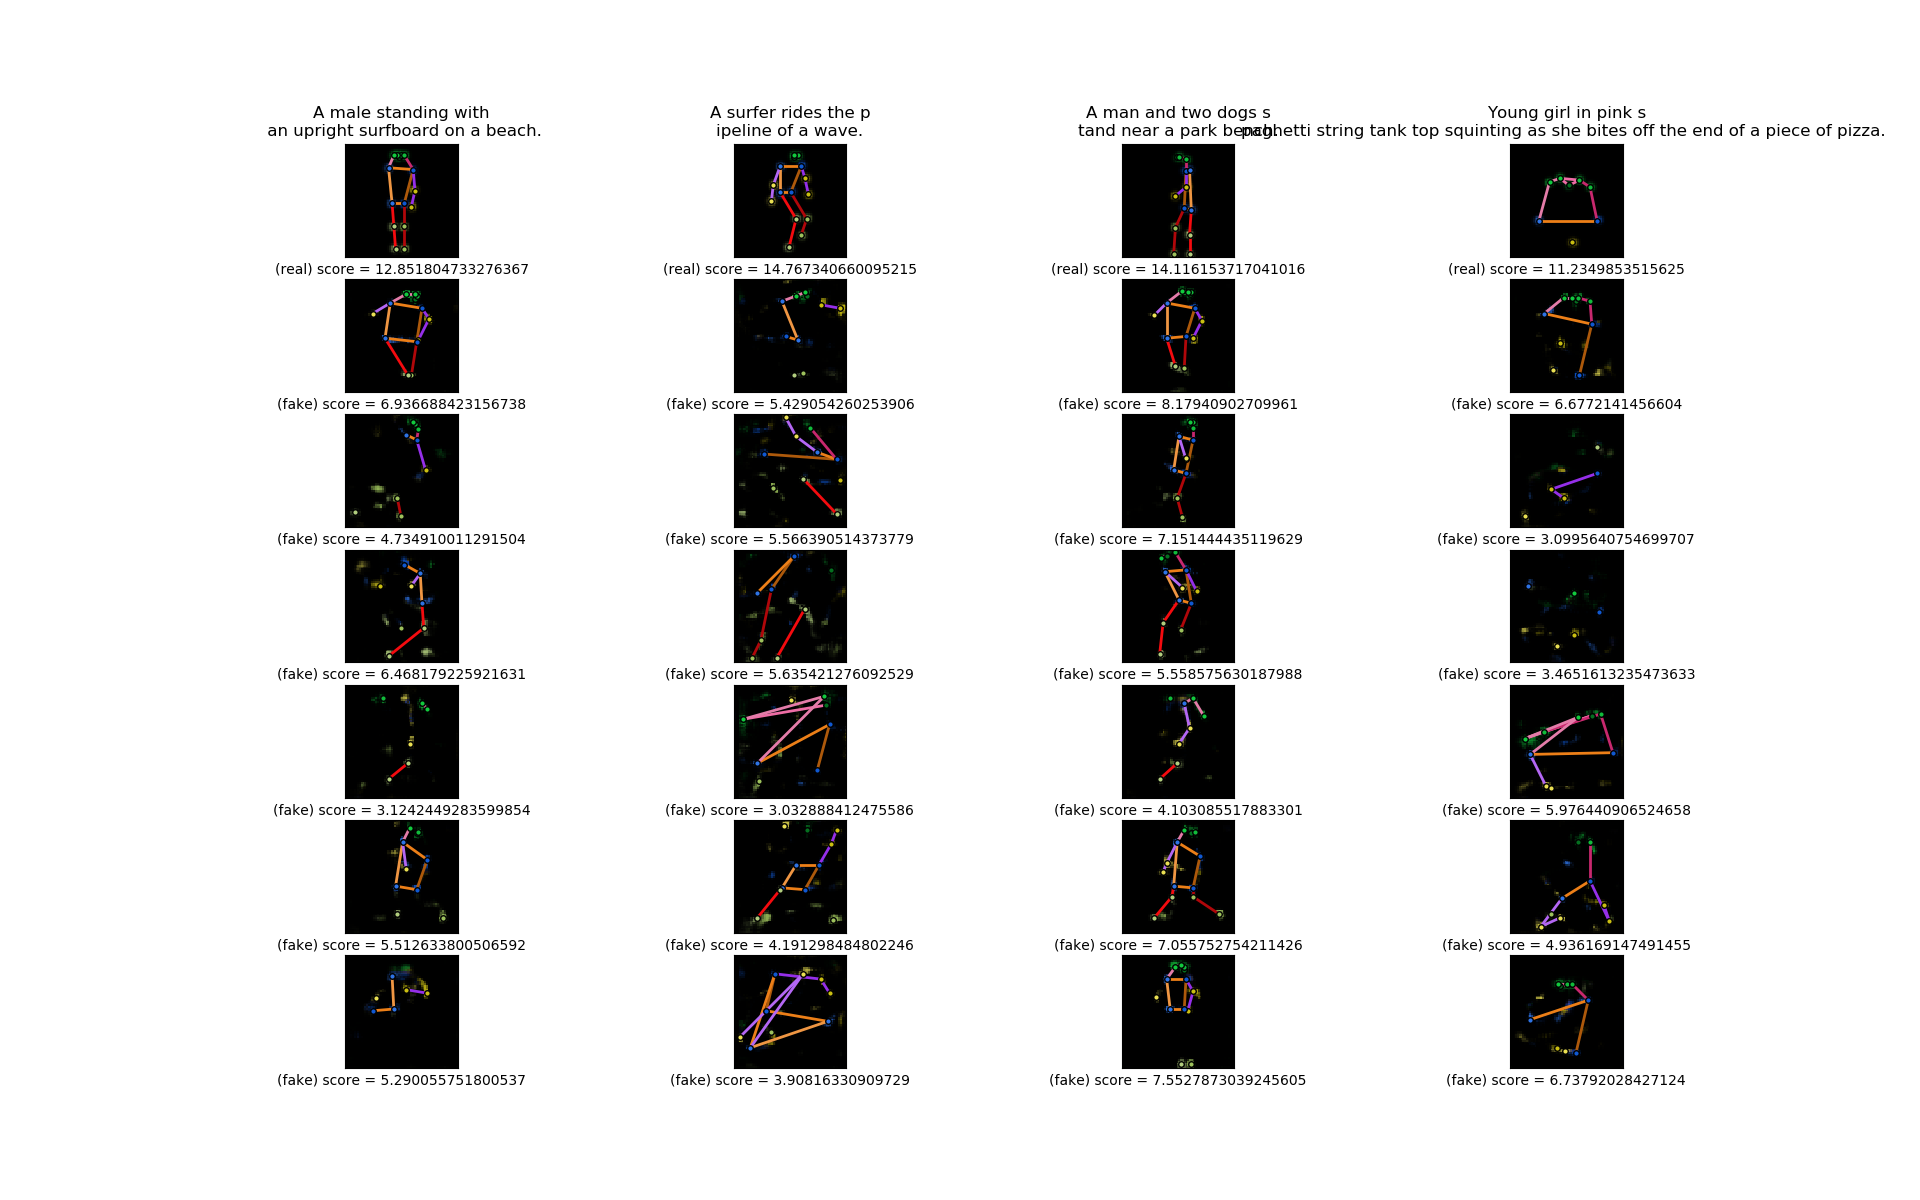 A male standing with
an upright surfboard on a beach.
A surfer rides the p
ipeline of a wave.
A man and two dogs s
tand near a park bench.
Young girl in pink s
paghetti string tank top squinting as she bites off the end of a piece of pizza.
(real) score = 12.851804733276367
(real) score = 14.767340660095215
(real) score = 14.116153717041016
(real) score = 11.2349853515625
(fake) score = 6.936688423156738
(fake) score = 5.429054260253906
(fake) score = 8.17940902709961
(fake) score = 6.6772141456604
(fake) score = 4.734910011291504
(fake) score = 5.566390514373779
(fake) score = 7.151444435119629
(fake) score = 3.0995640754699707
(fake) score = 6.468179225921631
(fake) score = 5.635421276092529
(fake) score = 5.558575630187988
(fake) score = 3.4651613235473633
(fake) score = 3.1242449283599854
(fake) score = 3.032888412475586
(fake) score = 4.103085517883301
(fake) score = 5.976440906524658
(fake) score = 5.512633800506592
(fake) score = 4.191298484802246
(fake) score = 7.055752754211426
(fake) score = 4.936169147491455
(fake) score = 5.290055751800537
(fake) score = 3.90816330909729
(fake) score = 7.5527873039245605
(fake) score = 6.73792028427124